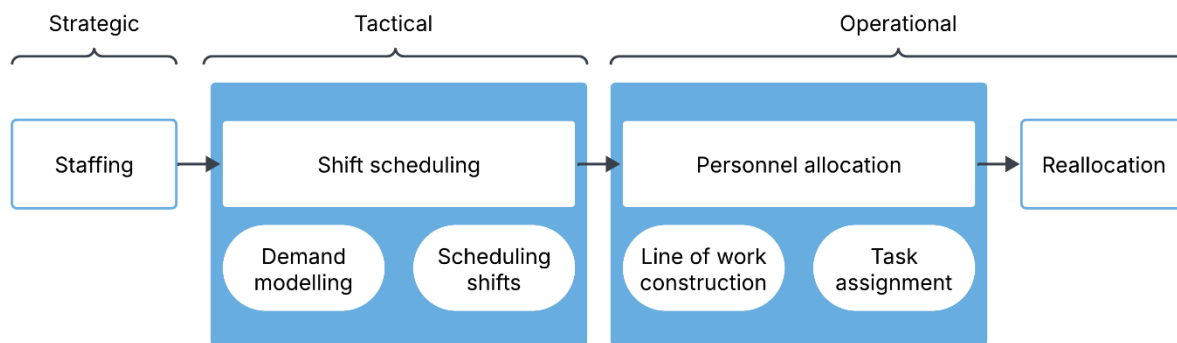 Strategic
Tactical
Operational
Staffing
Shift scheduling
Personnel allocation
Reallocation
Demand
modelling
Scheduling
shifts
Line of work
construction
Task
assignment